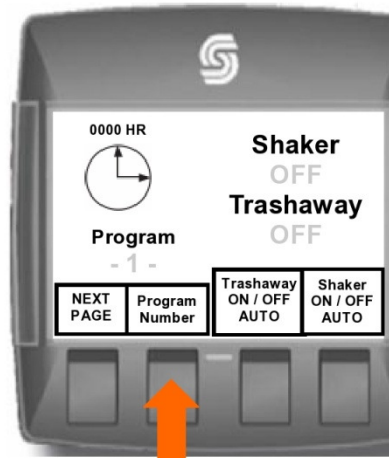 0000 HR
Shaker
OFF
Trashaway
OFF
Program
- 1 -
NEXT
PAGE
Program
Number
Trashaway
ON / OFF
AUTO
Shaker
ON / OFF
AUTO